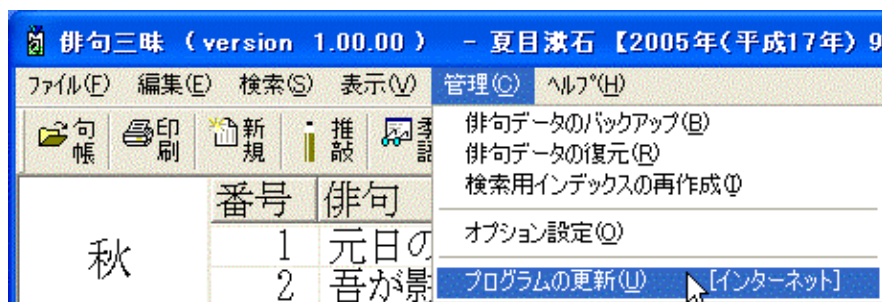 俳句三昧 （version 1.00.00） - 夏目漱石 【2005年(平成17年) 9
ファイル(F) 編集(E) 検索(S) 表示(V) 管理(C) ヘルプ(H)
句帳 印刷 新規 推敲 季語
俳句データのバックアップ(B)
俳句データの復元(R)
検索用インデックスの再作成(I)
オプション設定(O)
プログラムの更新(U) [インターネット]
番号 俳句
秋
1 元日の
2 吾が影